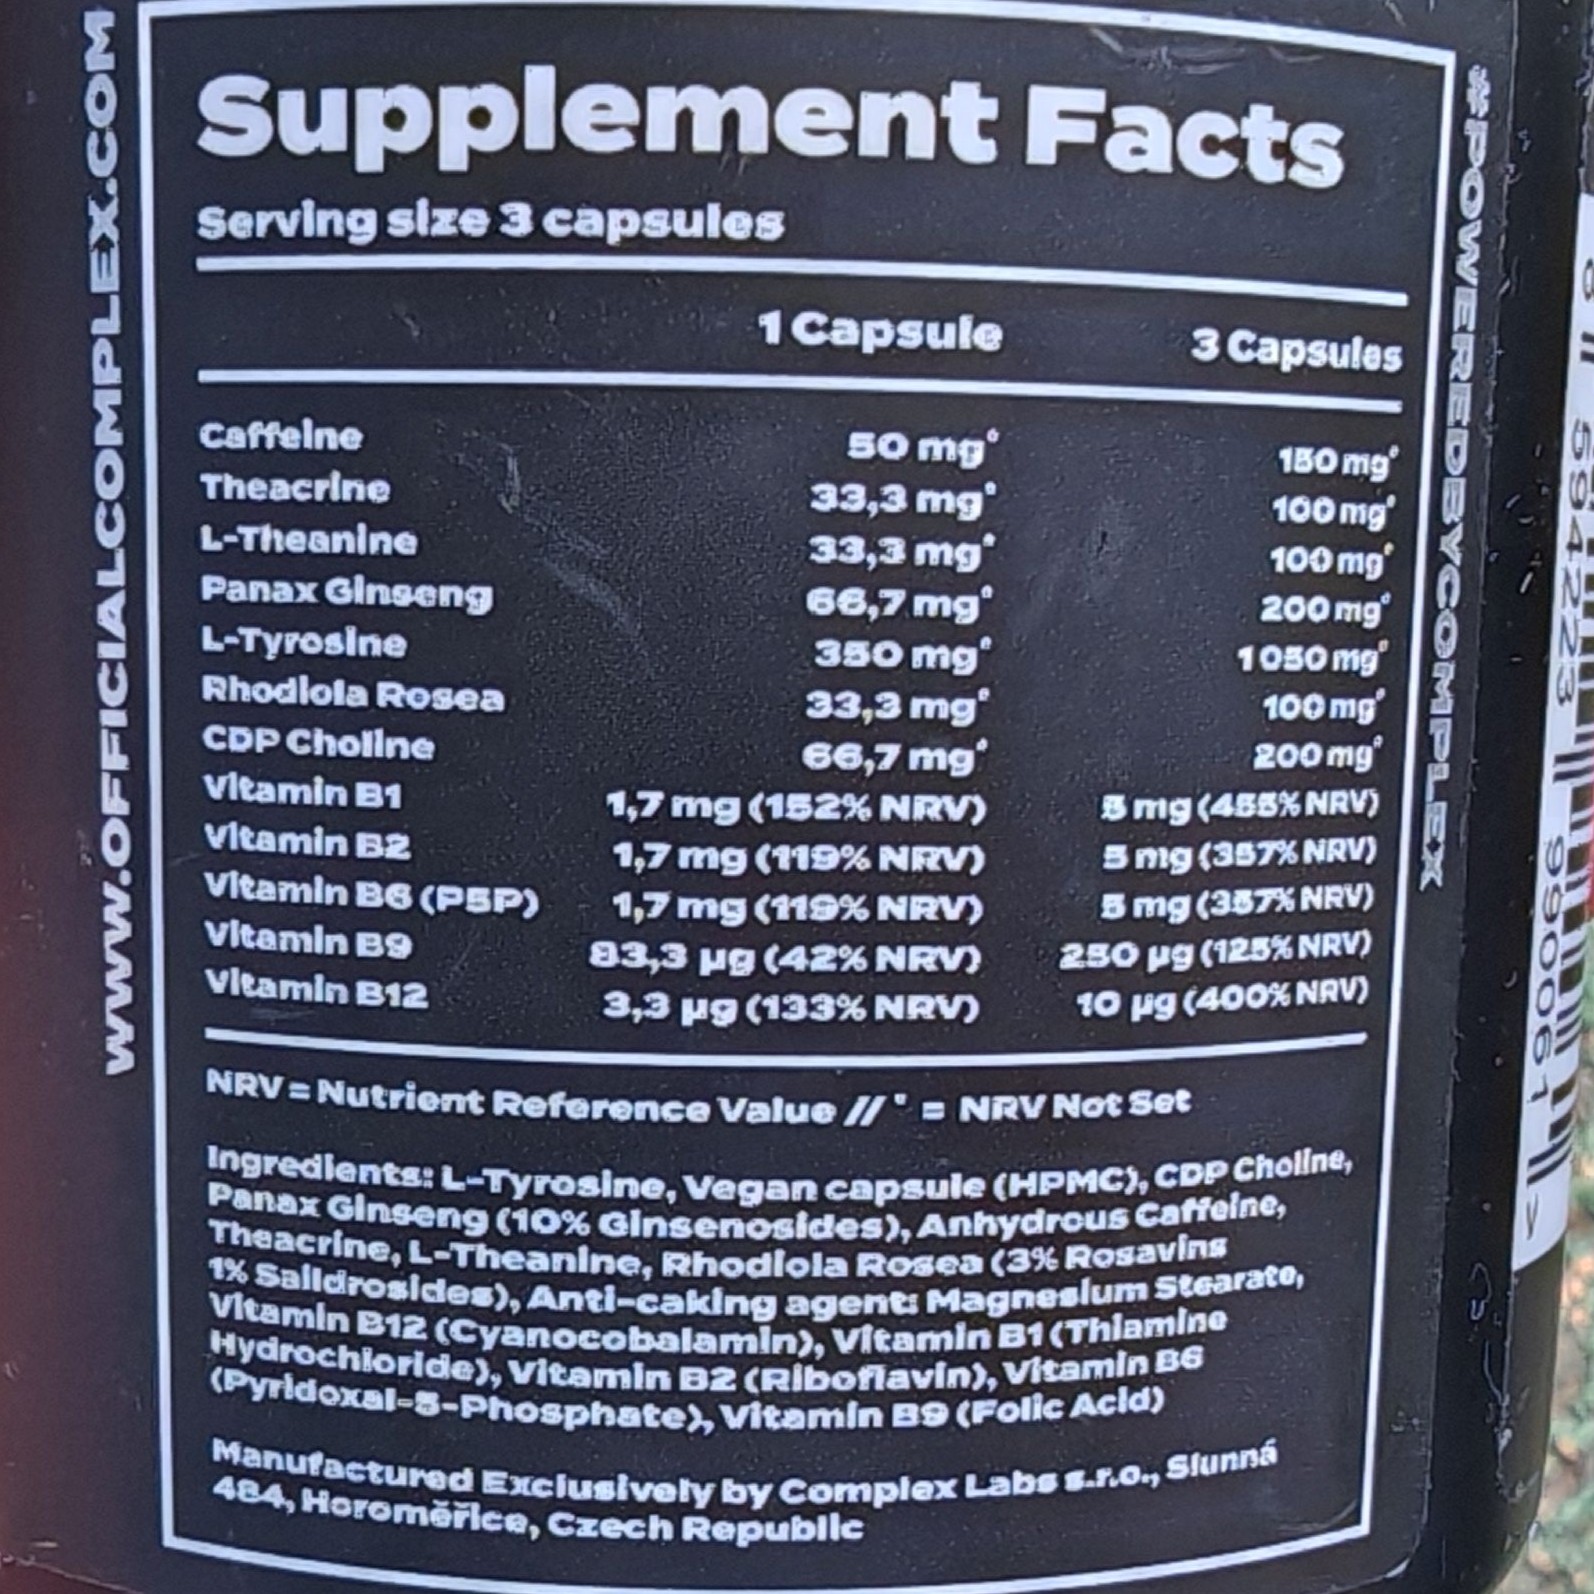 WWW.OFFICIALCOMPLEX.COM
Supplement Facts
Serving size 3 capsules
1 Capsule 3 Capsules
Caffeine 50 mg° 150 mg°
Theacrine 33,3 mg° 100 mg°
L-Theanine 33,3 mg° 100 mg°
Panax Ginseng 66,7 mg° 200 mg°
L-Tyrosine 350 mg° 1 050 mg°
Rhodiola Rosea 33,3 mg° 100 mg°
CDP Choline 66,7 mg° 200 mg°
Vitamin B1 1,7 mg (152% NRV) 5 mg (455% NRV)
Vitamin B2 1,7 mg (119% NRV) 5 mg (357% NRV)
Vitamin B6 (P5P) 1,7 mg (119% NRV) 5 mg (357% NRV)
Vitamin B9 83,3 µg (42% NRV) 250 µg (125% NRV)
Vitamin B12 3,3 µg (133% NRV) 10 µg (400% NRV)
NRV = Nutrient Reference Value // ° = NRV Not Set
Ingredients: L-Tyrosine, Vegan capsule (HPMC), CDP Choline,
Panax Ginseng (10% Ginsenosides), Anhydrous Caffeine,
Theacrine, L-Theanine, Rhodiola Rosea (3% Rosavins
1% Salidrosides), Anti-caking agent: Magnesium Stearate,
Vitamin B12 (Cyanocobalamin), Vitamin B1 (Thiamine
Hydrochloride), Vitamin B2 (Riboflavin), Vitamin B6
(Pyridoxal-5-Phosphate), Vitamin B9 (Folic Acid)
Manufactured Exclusively by Complex Labs s.r.o., Slunná
484, Horoměřice, Czech Republic
#POWEREDBYCOMPLEX
594223 990061 >